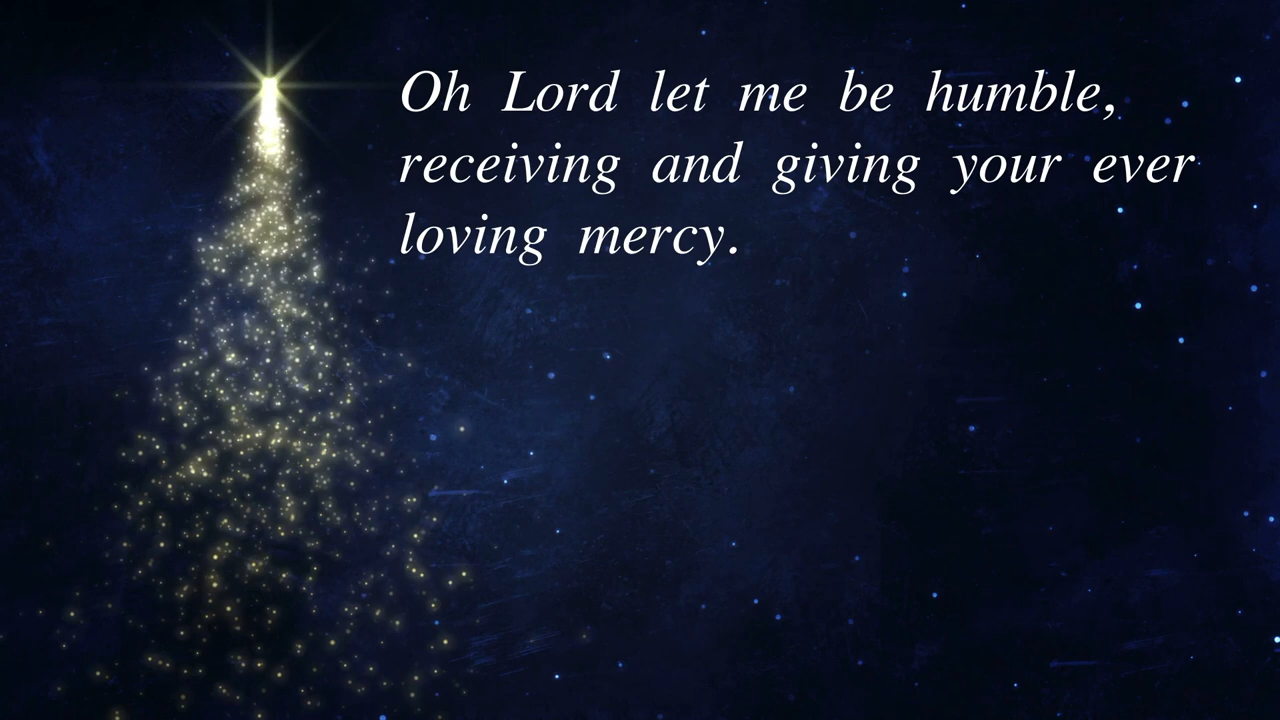 Oh Lord let me be humble,
receiving and giving your ever
loving mercy.